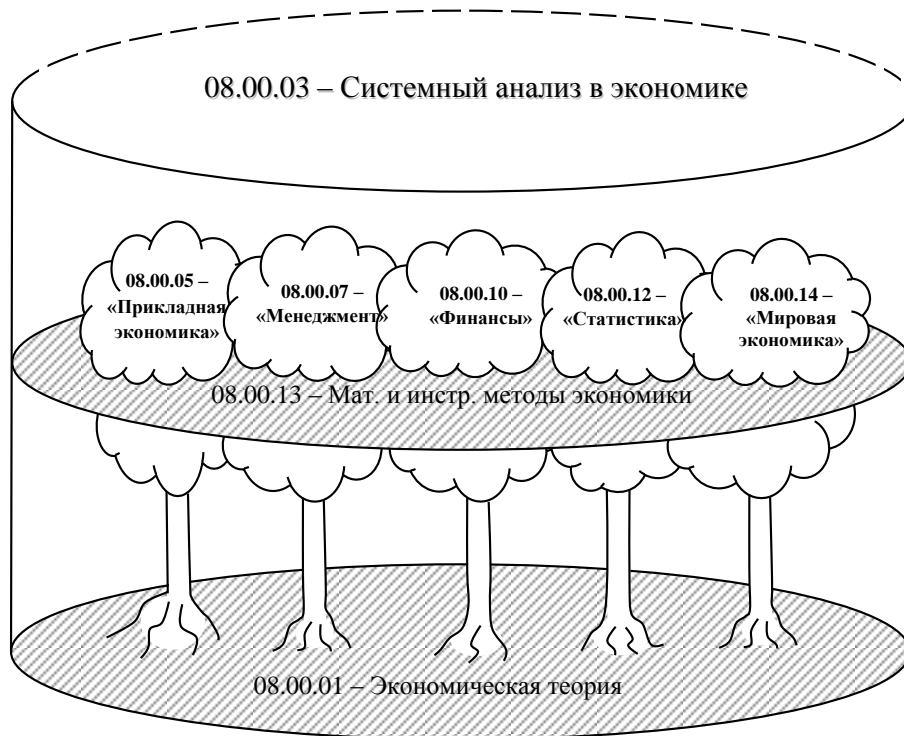 08.00.03 – Системный анализ в экономике
08.00.05 –
«Прикладная
экономика»
08.00.07 –
«Менеджмент»
08.00.10 –
«Финансы»
08.00.12 –
«Статистика»
08.00.14 –
«Мировая
экономика»
08.00.13 – Мат. и инстр. методы экономики
08.00.01 – Экономическая теория